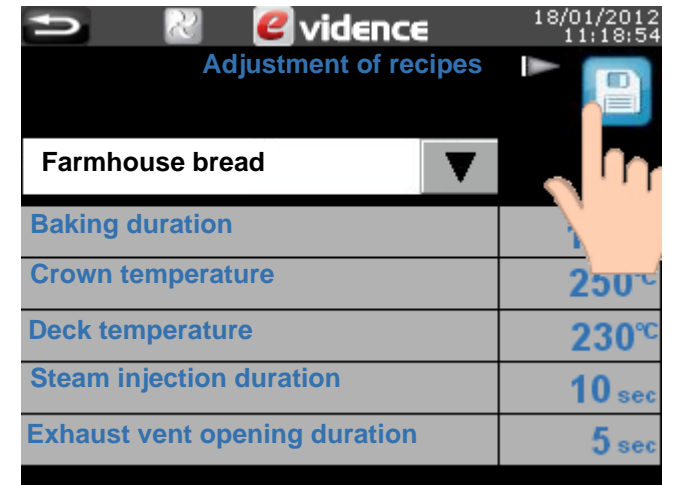 evidence 18/01/2012
11:18:54
Adjustment of recipes
Farmhouse bread
Baking duration
Crown temperature 250°C
Deck temperature 230°C
Steam injection duration 10 sec
Exhaust vent opening duration 5 sec